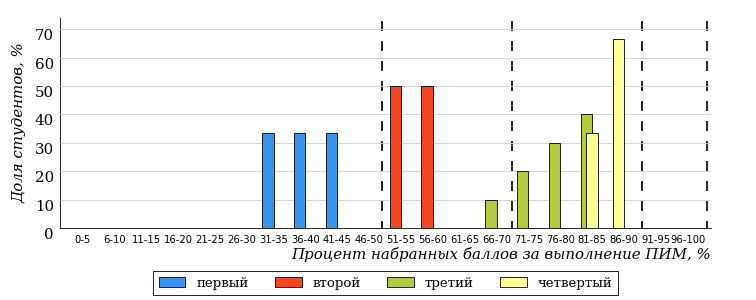 70
60
50
40
30
20
10
0
Доля студентов, %
0-5 6-10 11-15 16-20 21-25 26-30 31-35 36-40 41-45 46-50 51-55 56-60 61-65 66-70 71-75 76-80 81-85 86-90 91-95 96-100
Процент набранных баллов за выполнение ПИМ, %
первый второй третий четвертый